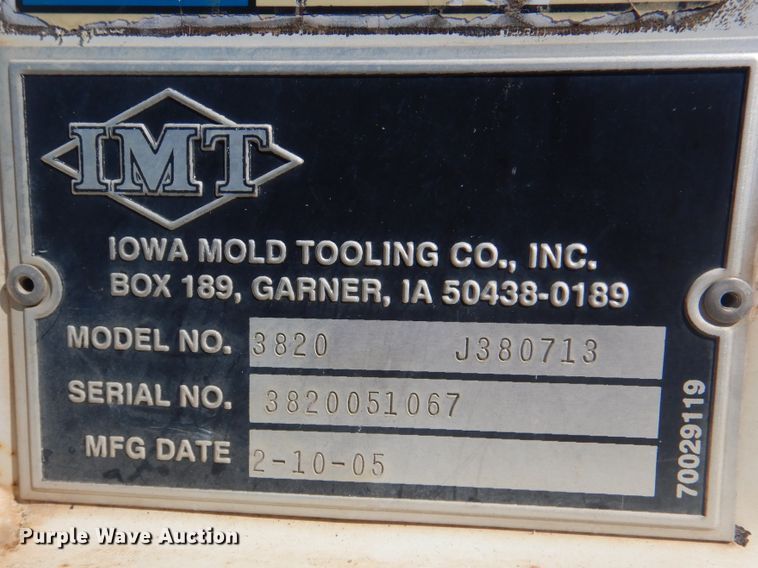 IMT
IOWA MOLD TOOLING CO., INC.
BOX 189, GARNER, IA 50438-0189
MODEL NO. 3820 J380713
SERIAL NO. 3820051067
MFG DATE 2-10-05
70029119
Purple Wave Auction